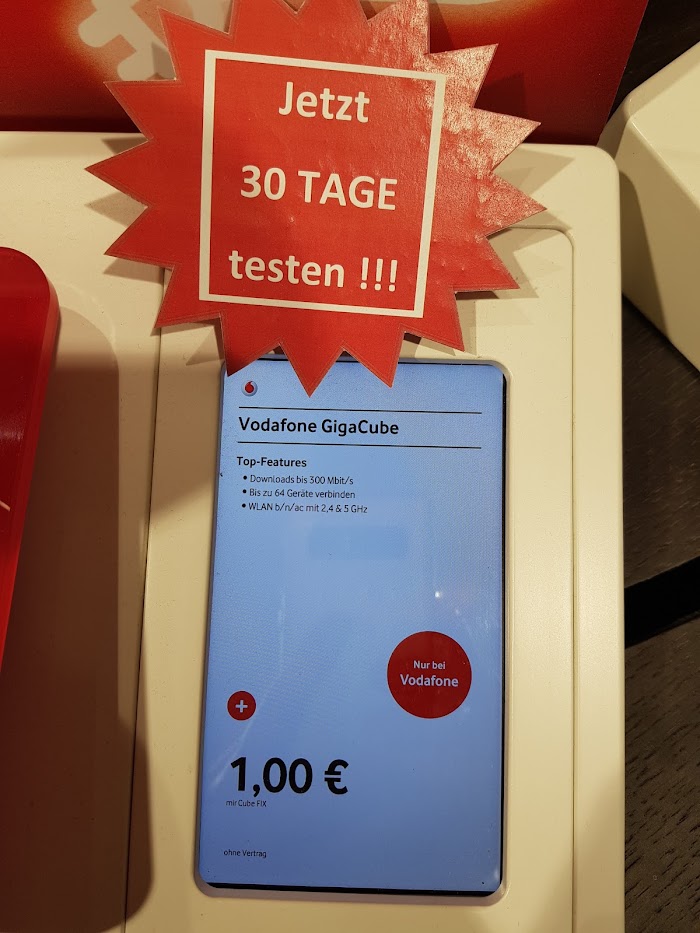 Jetzt
30 TAGE
testen !!!
Vodafone GigaCube
Top-Features
• Downloads bis 300 Mbit/s
• Bis zu 64 Geräte verbinden
• WLAN b/n/ac mit 2,4 & 5 GHz
Nur bei
Vodafone
+
1,00 €
mir Cube FIX
ohne Vertrag